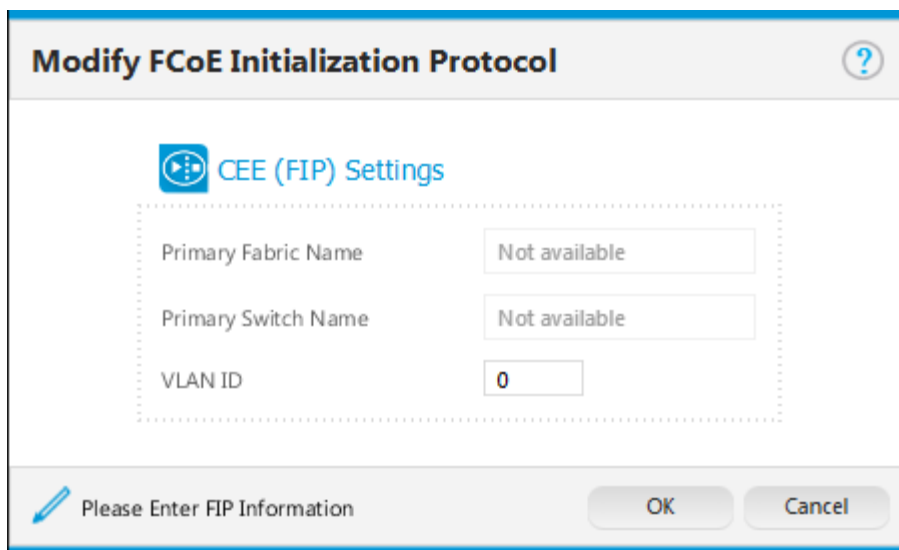 Modify FCoE Initialization Protocol
?
CEE (FIP) Settings
Primary Fabric Name Not available
Primary Switch Name Not available
VLAN ID 0
Please Enter FIP Information OK Cancel